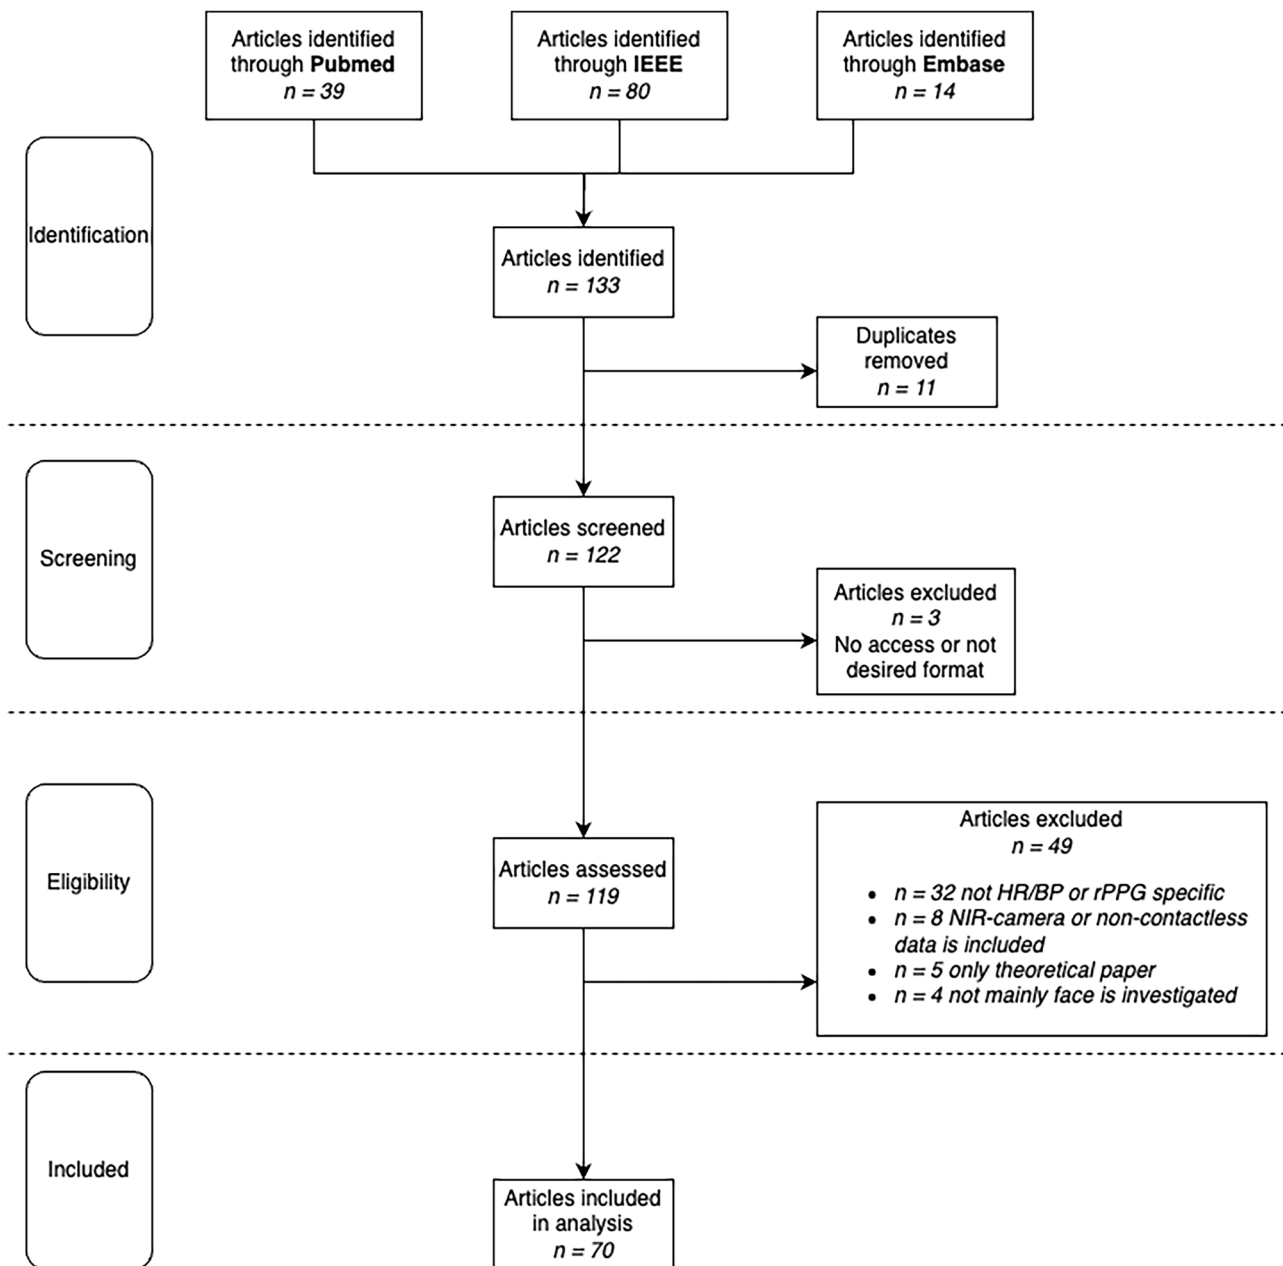 Articles identified
through Pubmed
n = 39
Articles identified
through IEEE
n = 80
Articles identified
through Embase
n = 14
Identification
Articles identified
n = 133
Duplicates
removed
n = 11
Articles screened
n = 122
Screening
Articles excluded
n = 3
No access or not
desired format
Articles excluded
n = 49
Articles assessed
n = 119
Eligibility
• n = 32 not HR/BP or rPPG specific
• n = 8 NIR-camera or non-contactless
data is included
• n = 5 only theoretical paper
• n = 4 not mainly face is investigated
Included
Articles included
in analysis
n = 70